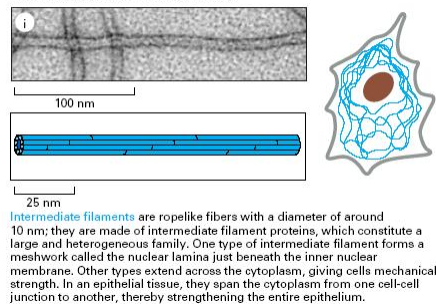 i
100 nm
25 nm
Intermediate filaments are ropelike fibers with a diameter of around
10 nm; they are made of intermediate filament proteins, which constitute a
large and heterogeneous family. One type of intermediate filament forms a
meshwork called the nuclear lamina just beneath the inner nuclear
membrane. Other types extend across the cytoplasm, giving cells mechanical
strength. In an epithelial tissue, they span the cytoplasm from one cell-cell
junction to another, thereby strengthening the entire epithelium.